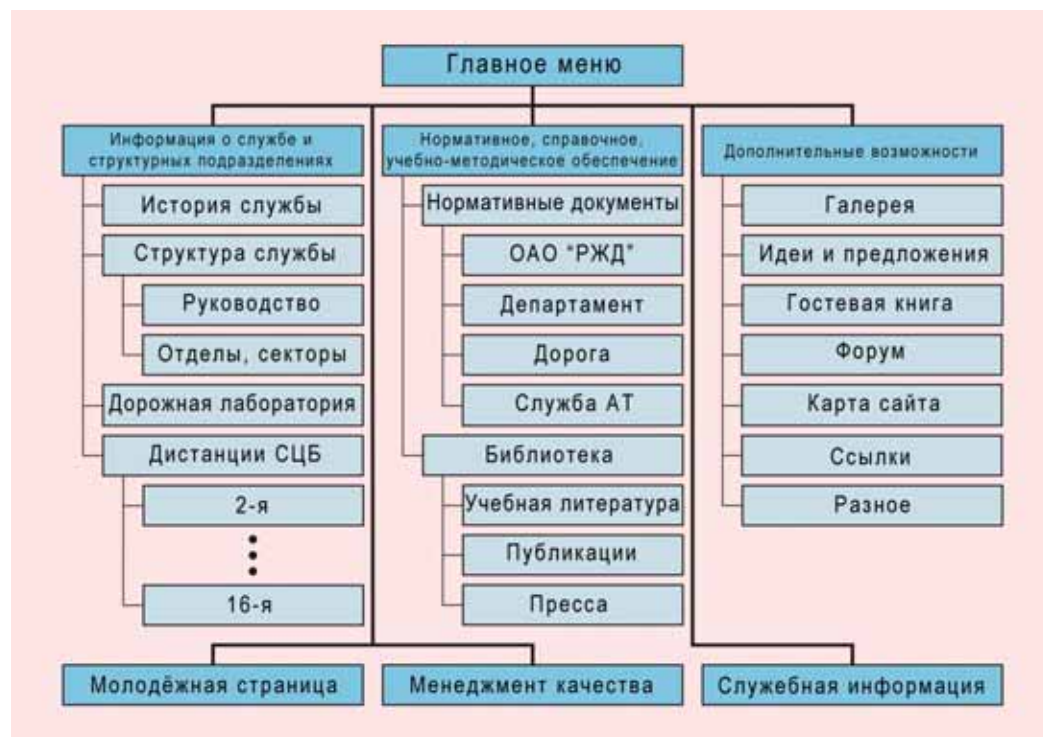 Главное меню
Информация о службе и
структурных подразделениях
История службы
Структура службы
Руководство
Отделы, секторы
Дорожная лаборатория
Дистанции СЦБ
2-я
16-я
Нормативное, справочное,
учебно-методическое обеспечение
Нормативные документы
ОАО “РЖД”
Департамент
Дорога
Служба АТ
Библиотека
Учебная литература
Публикации
Пресса
Дополнительные возможности
Галерея
Идеи и предложения
Гостевая книга
Форум
Карта сайта
Ссылки
Разное
Молодёжная страница
Менеджмент качества
Служебная информация